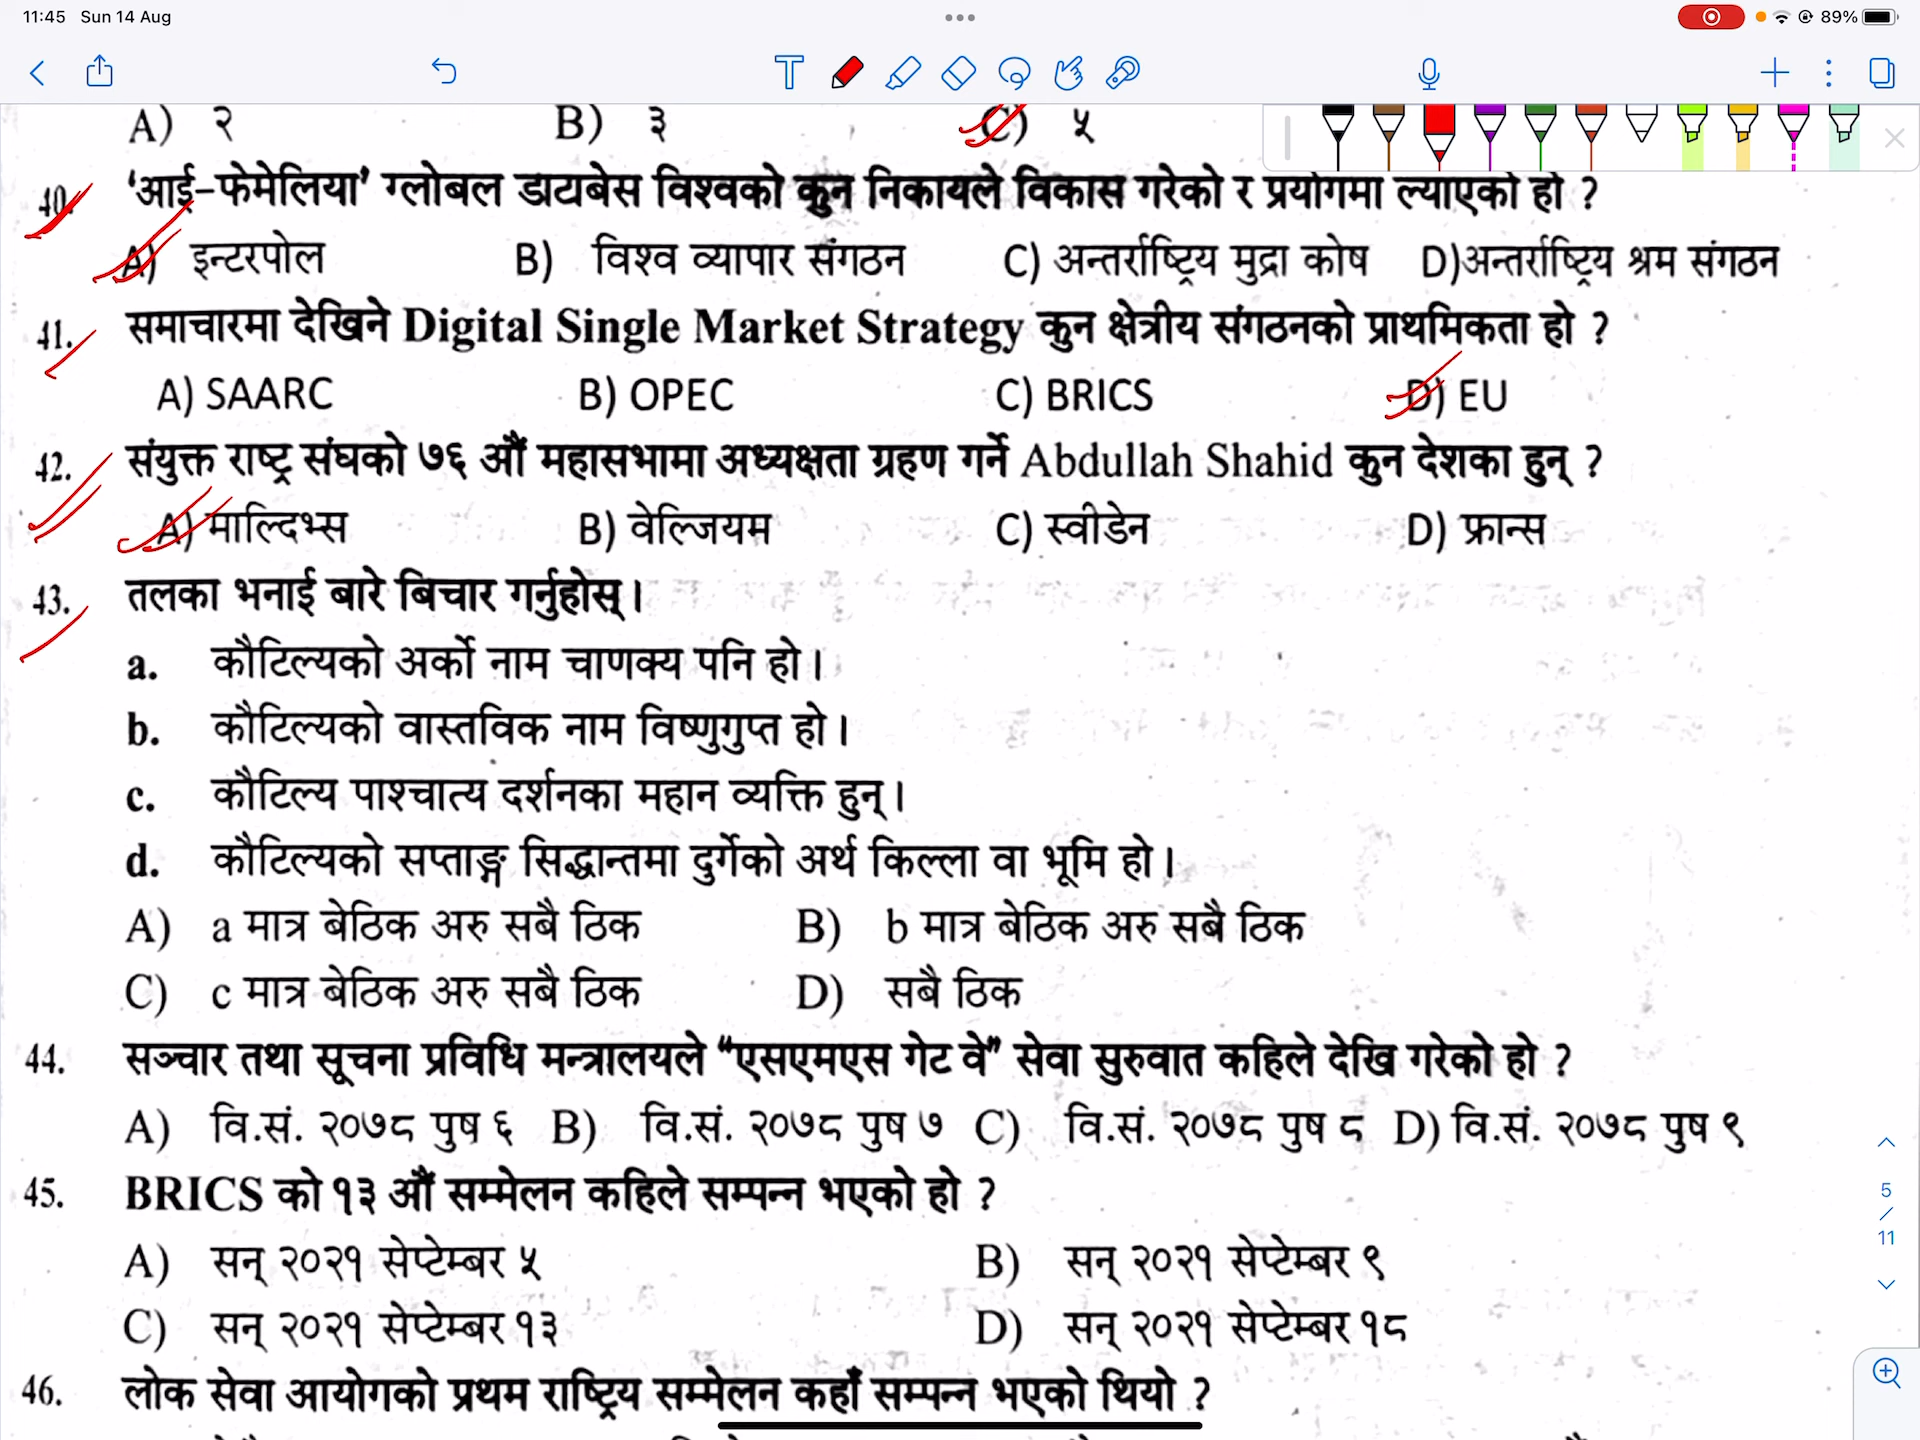 11:45 Sun 14 Aug
89%
A) २ B) ३ C) ५
40. ‘आई-फेमेलिया’ ग्लोबल डाटाबेस विश्वको कुन निकायले विकास गरेको र प्रयोगमा ल्याएको हो ?
A) इन्टरपोल B) विश्व व्यापार संगठन C) अन्तर्राष्ट्रिय मुद्रा कोष D)अन्तर्राष्ट्रिय श्रम संगठन
41. समाचारमा देखिने Digital Single Market Strategy कुन क्षेत्रीय संगठनको प्राथमिकता हो ?
A) SAARC B) OPEC C) BRICS D) EU
42. संयुक्त राष्ट्र संघको ७६ औं महासभामा अध्यक्षता ग्रहण गर्ने Abdullah Shahid कुन देशका हुन् ?
A) माल्दिभ्स B) वेल्जियम C) स्वीडेन D) फ्रान्स
43. तलका भनाई बारे बिचार गर्नुहोस् ।
a. कौटिल्यको अर्को नाम चाणक्य पनि हो ।
b. कौटिल्यको वास्तविक नाम विष्णुगुप्त हो ।
c. कौटिल्य पाश्चात्य दर्शनका महान व्यक्ति हुन् ।
d. कौटिल्यको सप्ताङ्ग सिद्धान्तमा दुर्गेको अर्थ किल्ला वा भूमि हो ।
A) a मात्र बेठिक अरु सबै ठिक B) b मात्र बेठिक अरु सबै ठिक
C) c मात्र बेठिक अरु सबै ठिक D) सबै ठिक
44. सञ्चार तथा सूचना प्रविधि मन्त्रालयले “एसएमएस गेट वे” सेवा सुरुवात कहिले देखि गरेको हो ?
A) वि.सं. २०७८ पुष ६ B) वि.सं. २०७८ पुष ७ C) वि.सं. २०७८ पुष ८ D) वि.सं. २०७८ पुष ९
45. BRICS को १३ औं सम्मेलन कहिले सम्पन्न भएको हो ?
A) सन् २०२१ सेप्टेम्बर ५ B) सन् २०२१ सेप्टेम्बर ९
C) सन् २०२१ सेप्टेम्बर १३ D) सन् २०२१ सेप्टेम्बर १८
46. लोक सेवा आयोगको प्रथम राष्ट्रिय सम्मेलन कहाँ सम्पन्न भएको थियो ?
5
/
11